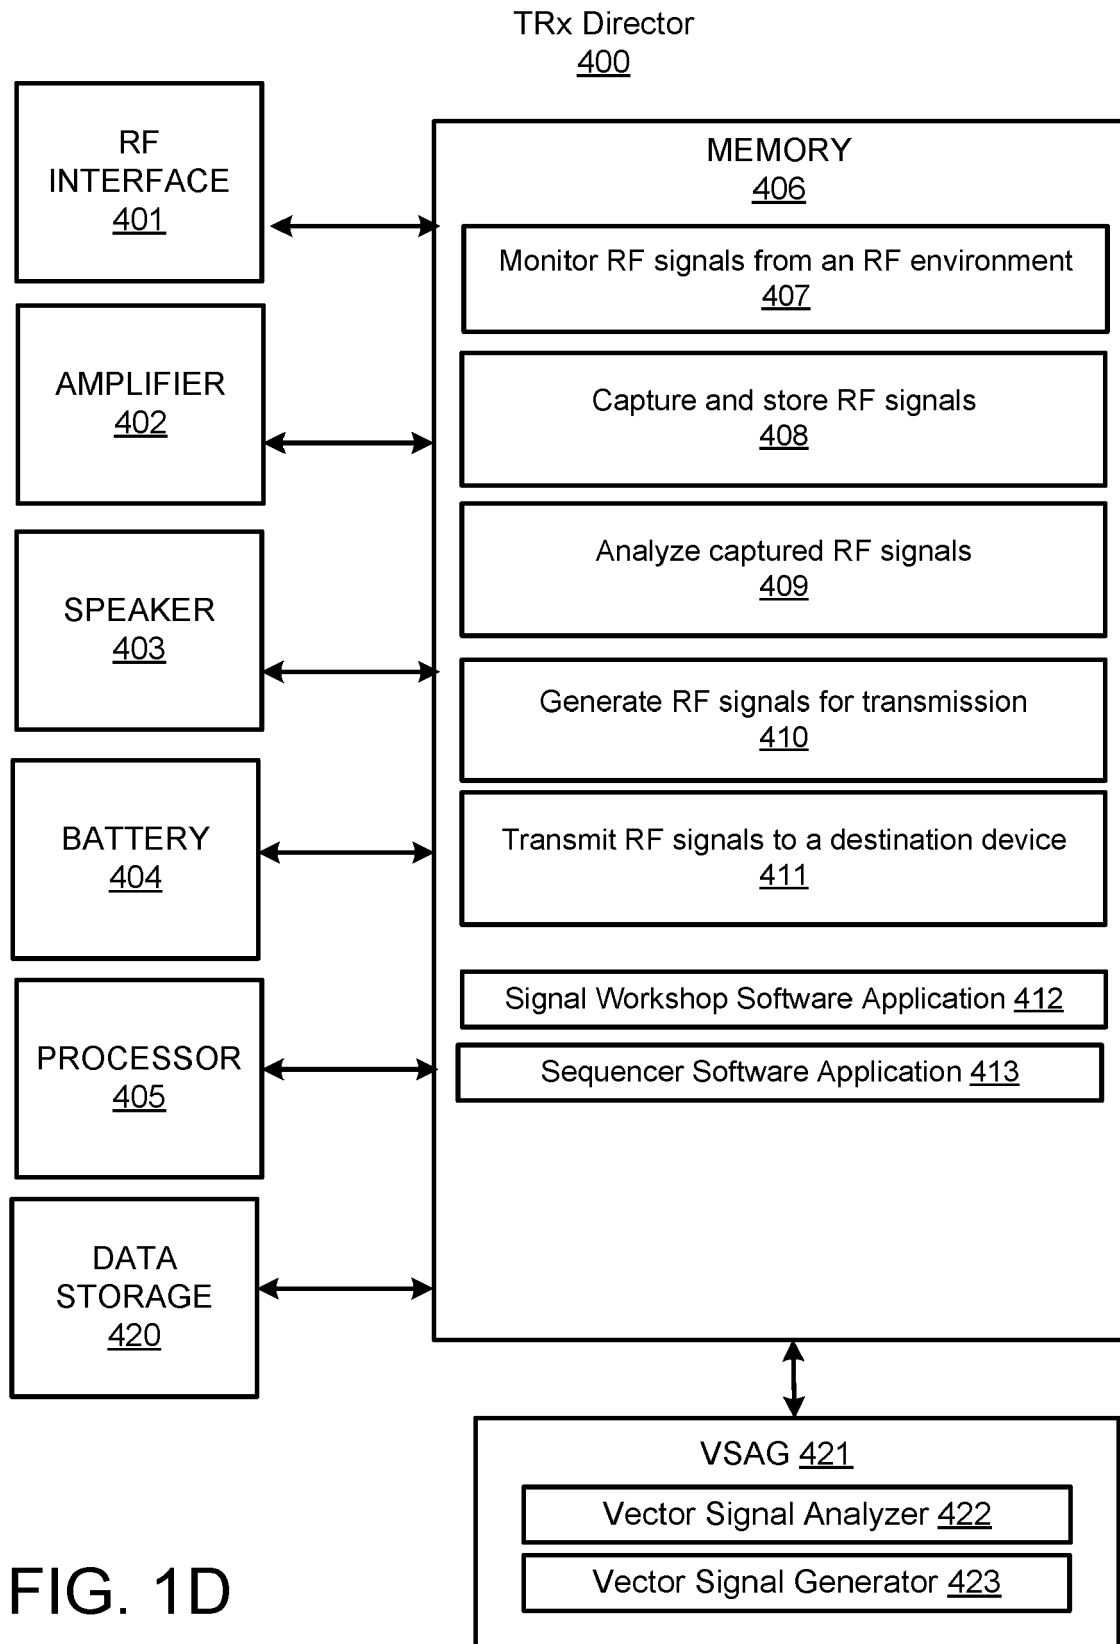 TRx Director
400
RF
INTERFACE
401
AMPLIFIER
402
SPEAKER
403
BATTERY
404
PROCESSOR
405
DATA
STORAGE
420
MEMORY
406
Monitor RF signals from an RF environment
407
Capture and store RF signals
408
Analyze captured RF signals
409
Generate RF signals for transmission
410
Transmit RF signals to a destination device
411
Signal Workshop Software Application 412
Sequencer Software Application 413
VSAG 421
Vector Signal Analyzer 422
Vector Signal Generator 423
FIG. 1D